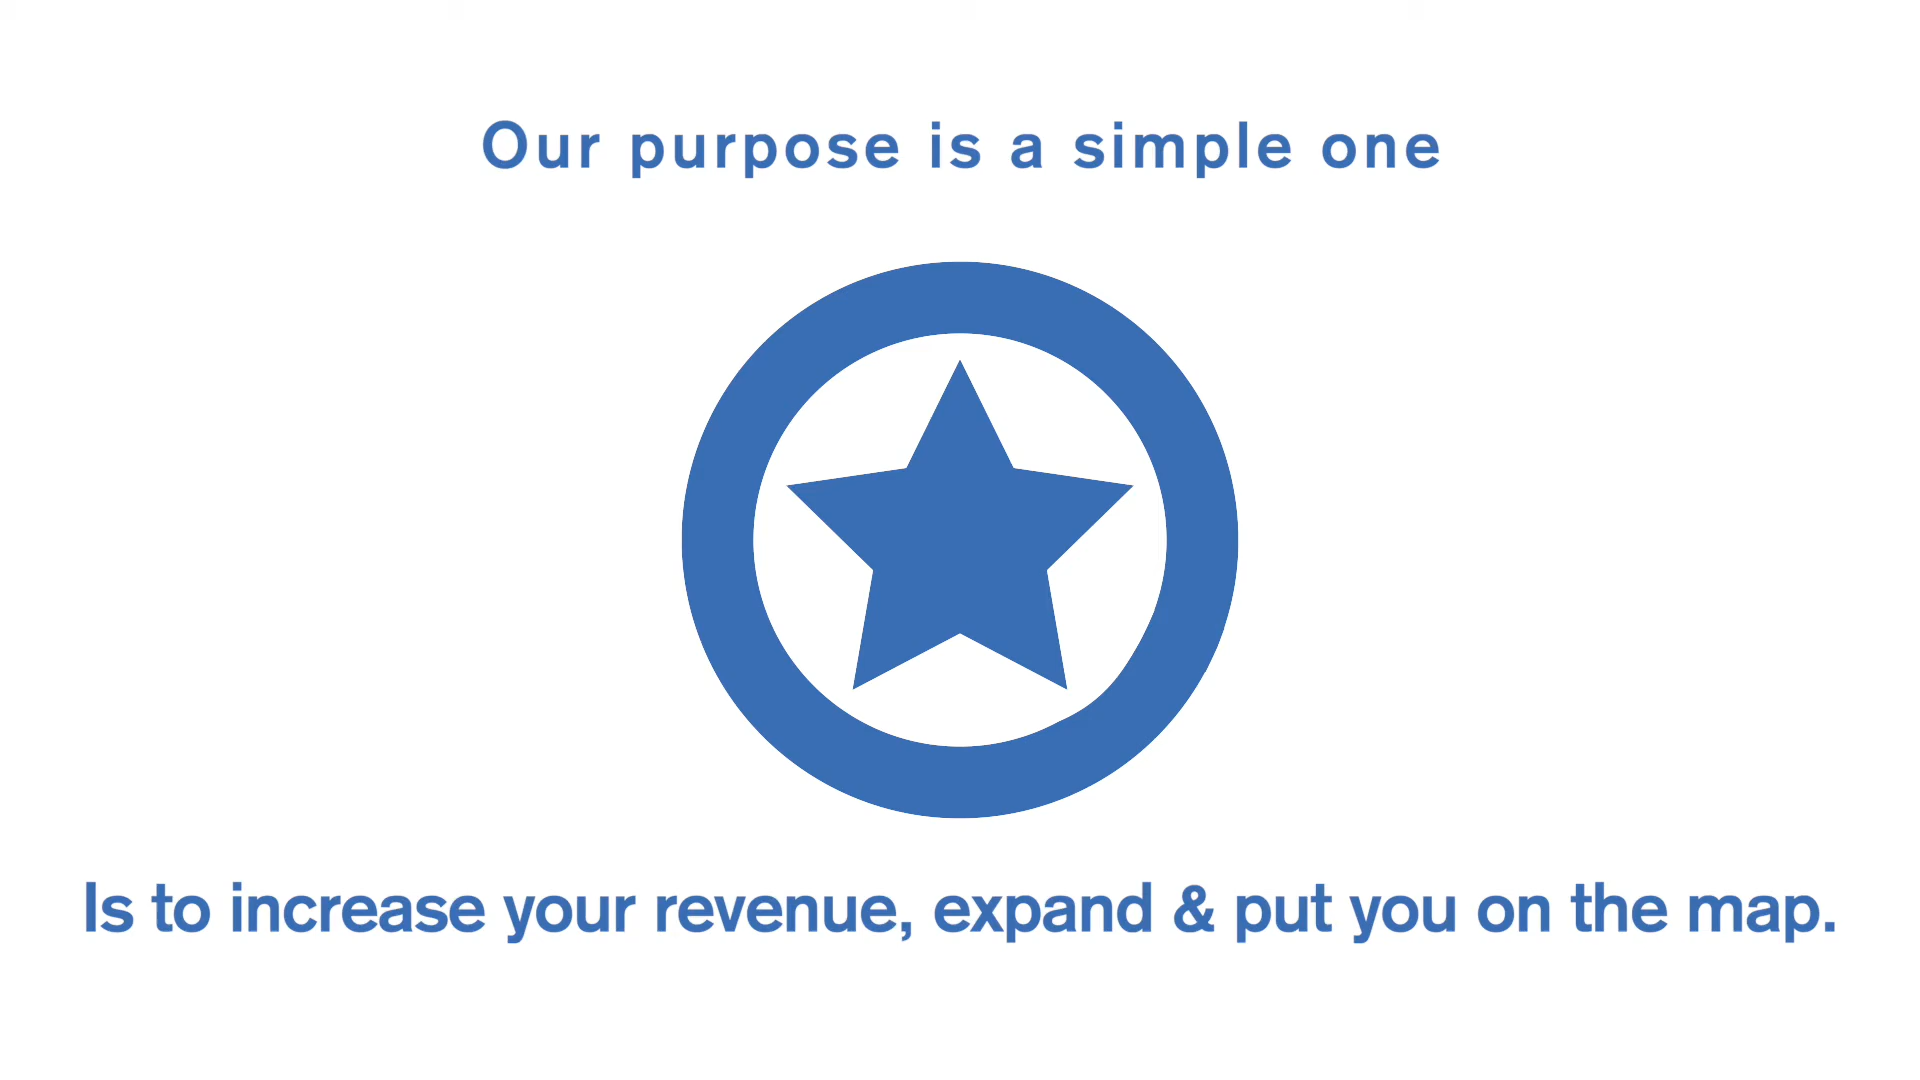 Our purpose is a simple one
Is to increase your revenue, expand & put you on the map.